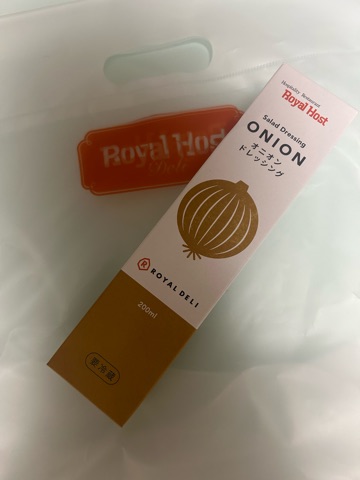 Royal Host
Deli
Hospitality Restaurant
Royal Host
Salad Dressing
ONION
オニオン
ドレッシング
R ROYAL DELI
200ml
要冷蔵